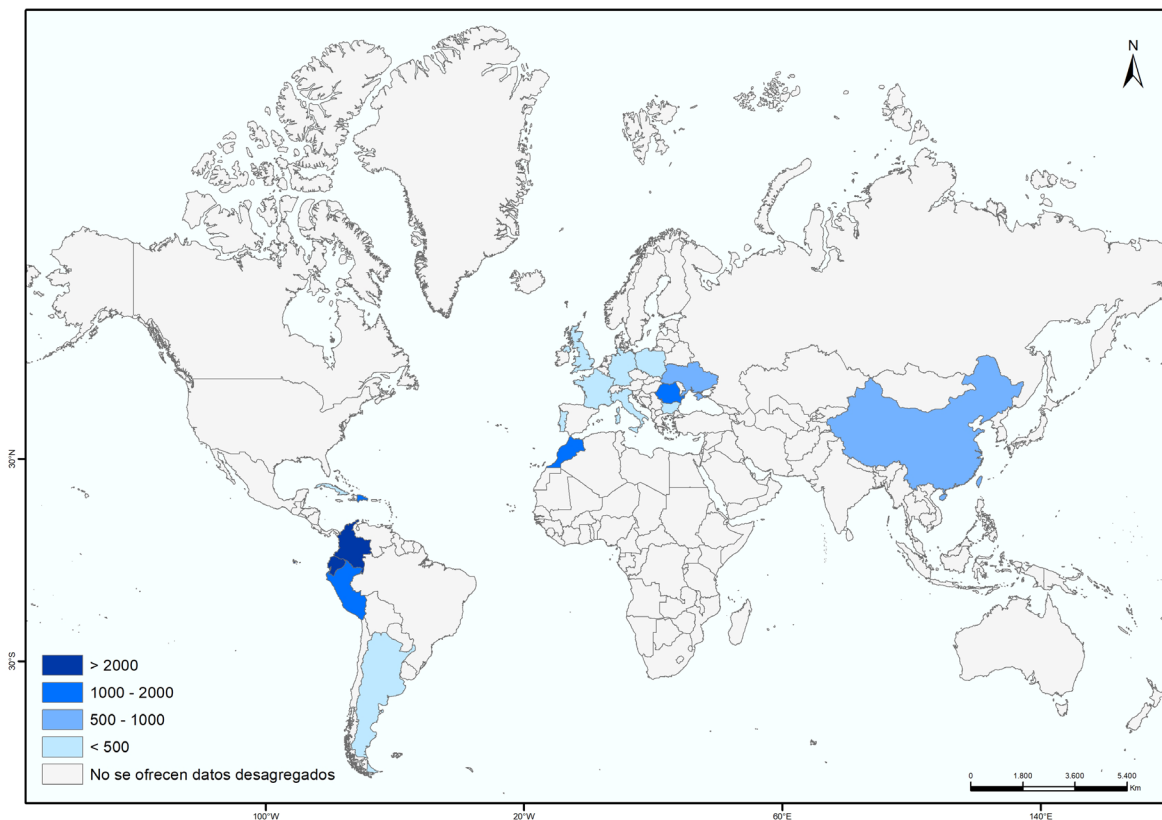 N
30°N
30°S
> 2000
1000 - 2000
500 - 1000
< 500
No se ofrecen datos desagregados
0 1.800 3.600 5.400
Km
100°W 20°W 60°E 140°E